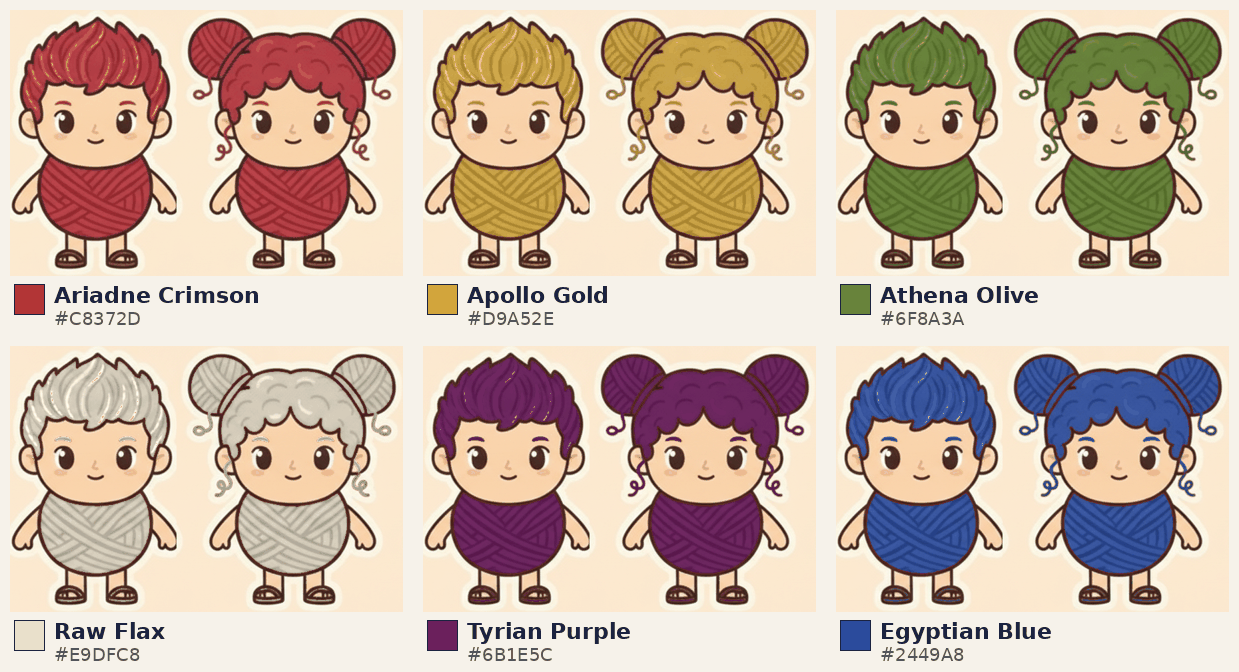 Ariadne Crimson
#C8372D
Apollo Gold
#D9A52E
Athena Olive
#6F8A3A
Raw Flax
#E9DFC8
Tyrian Purple
#6B1E5C
Egyptian Blue
#2449A8